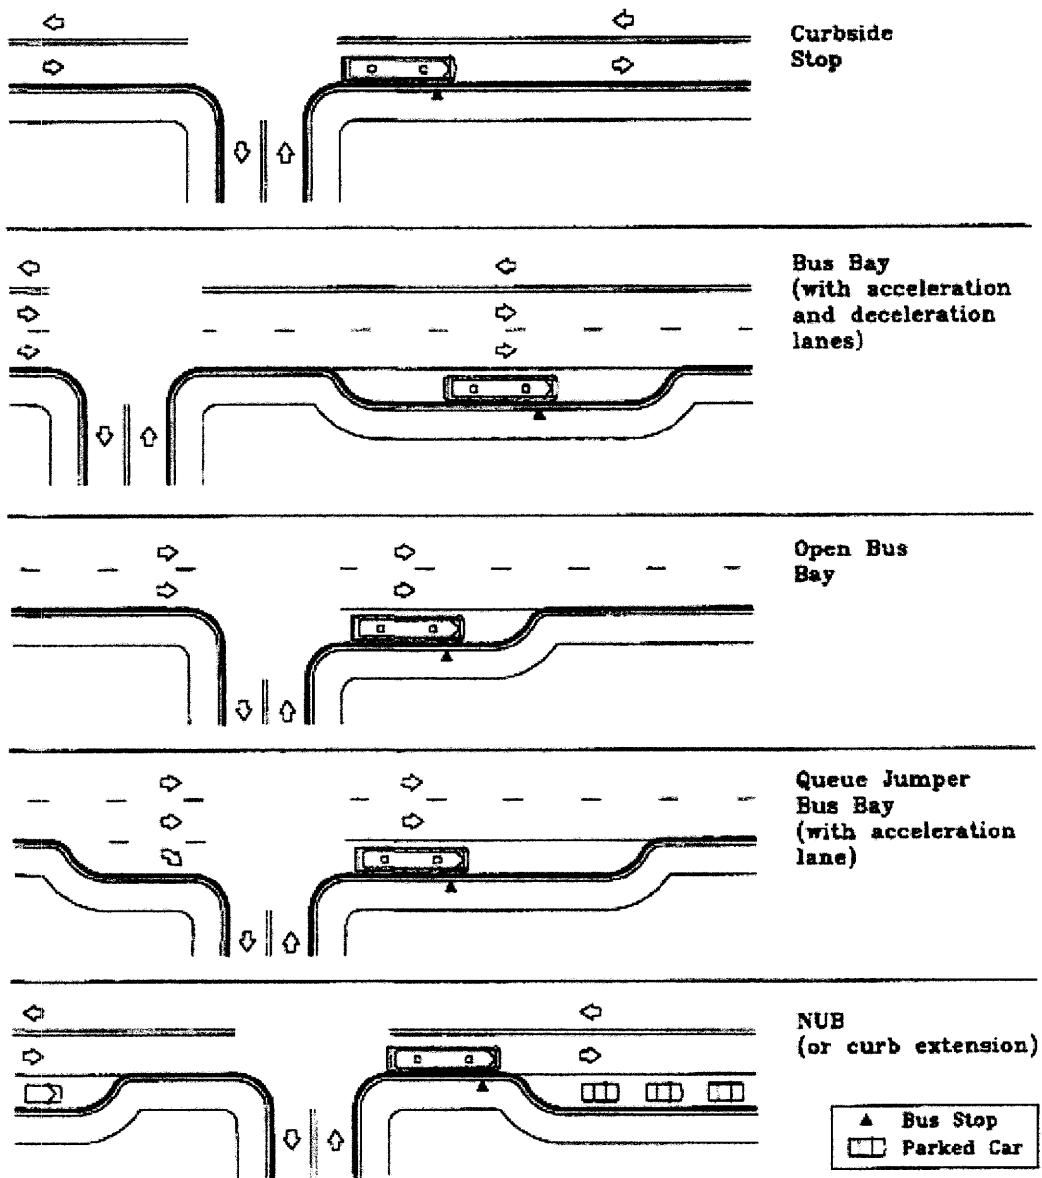 Curbside
Stop
Bus Bay
(with acceleration
and deceleration
lanes)
Open Bus
Bay
Queue Jumper
Bus Bay
(with acceleration
lane)
NUB
(or curb extension)
Bus Stop
Parked Car